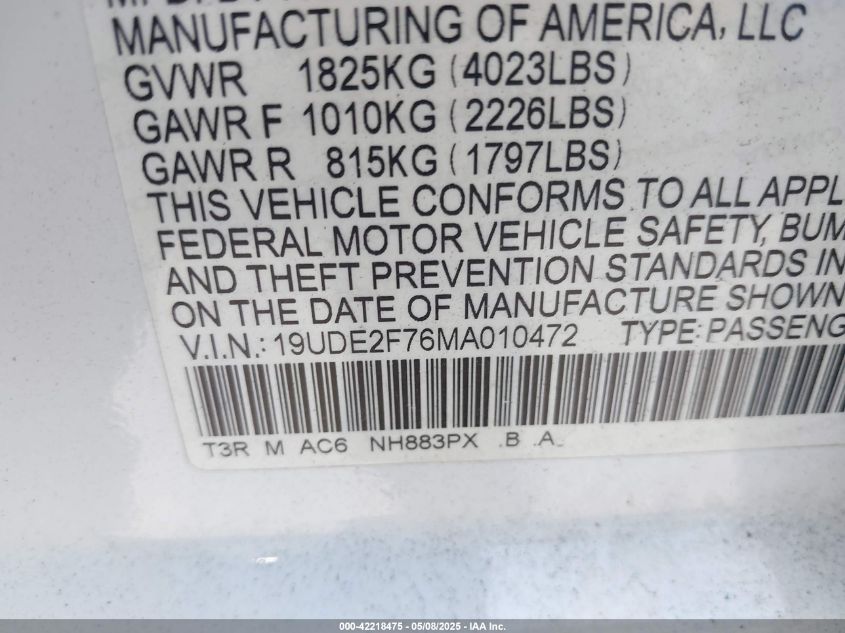 MANUFACTURING OF AMERICA, LLC
GVWR 1825KG (4023LBS)
GAWR F 1010KG (2226LBS)
GAWR R 815KG (1797LBS)
THIS VEHICLE CONFORMS TO ALL APPL
FEDERAL MOTOR VEHICLE SAFETY, BUM
AND THEFT PREVENTION STANDARDS IN
ON THE DATE OF MANUFACTURE SHOWN
V.I.N.: 19UDE2F76MA010472 TYPE: PASSENG
T3R M AC6 NH883PX .B .A.
000-42218475 - 05/08/2025 - IAA Inc.